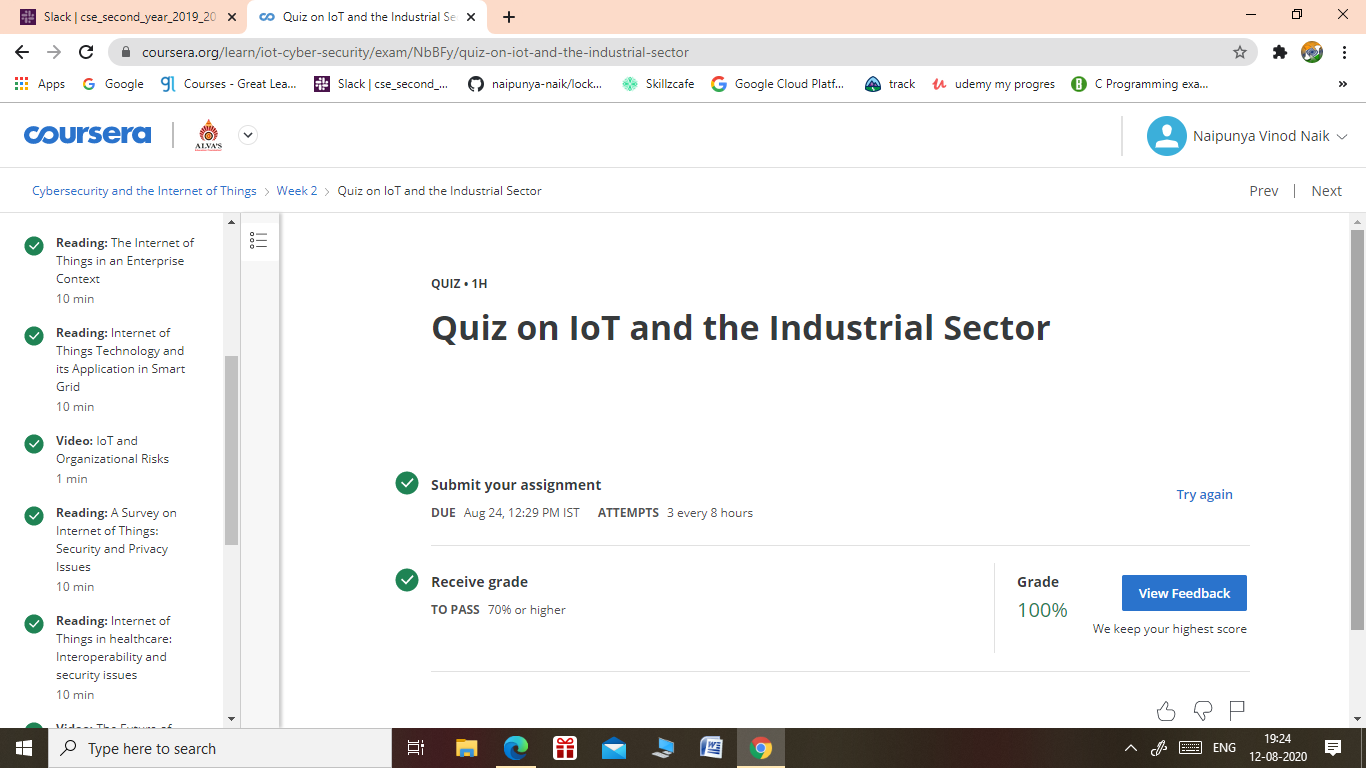 Slack | cse_second_year_2019_20
Quiz on IoT and the Industrial Se
coursera.org/learn/iot-cyber-security/exam/NbBFy/quiz-on-iot-and-the-industrial-sector
Apps Google Courses - Great Lea... Slack | cse_second_... naipunya-naik/lock... Skillzcafe Google Cloud Platf... track udemy my progres C Programming exa... »
coursera
ALVA'S
Naipunya Vinod Naik
Cybersecurity and the Internet of Things > Week 2 > Quiz on IoT and the Industrial Sector
Prev | Next
Reading: The Internet of
Things in an Enterprise
Context
10 min
Reading: Internet of
Things Technology and
its Application in Smart
Grid
10 min
Video: IoT and
Organizational Risks
1 min
Reading: A Survey on
Internet of Things:
Security and Privacy
Issues
10 min
Reading: Internet of
Things in healthcare:
Interoperability and
security issues
10 min
Video: The Future of
QUIZ • 1H
Quiz on IoT and the Industrial Sector
Submit your assignment
DUE Aug 24, 12:29 PM IST ATTEMPTS 3 every 8 hours
Try again
Receive grade
TO PASS 70% or higher
Grade
100%
View Feedback
We keep your highest score
Type here to search
ENG
19:24
12-08-2020